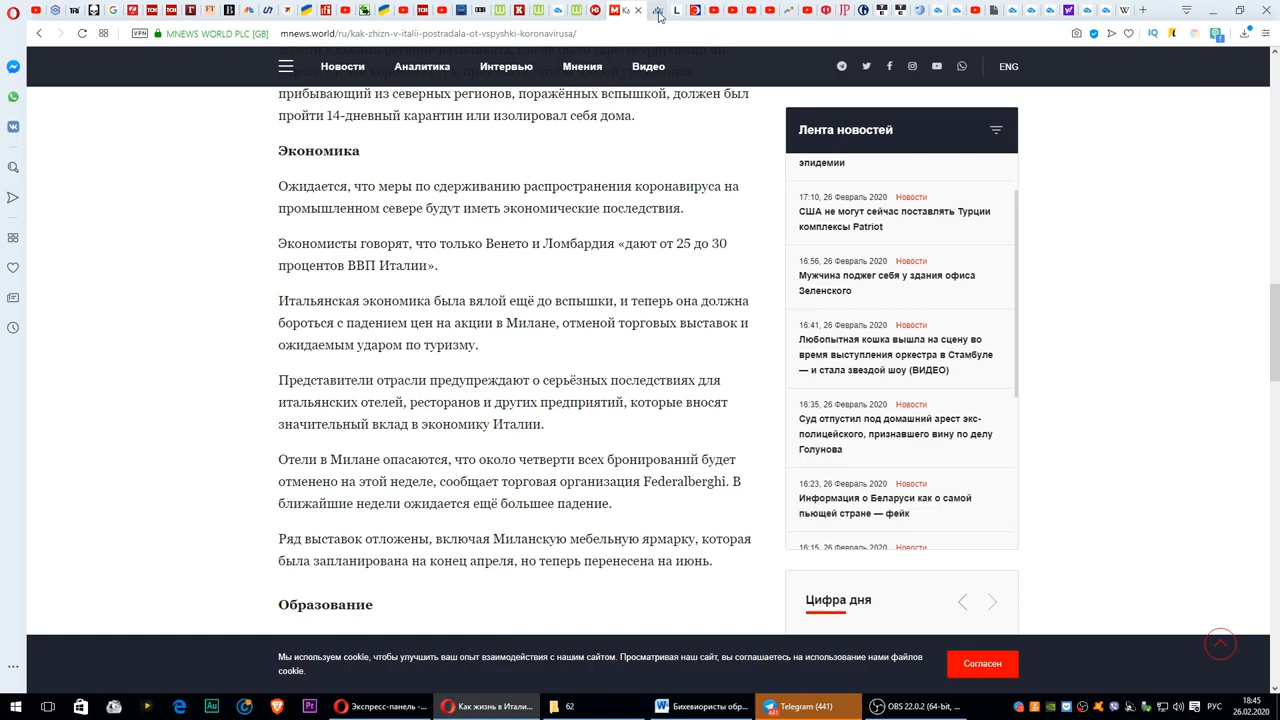 Ка
VPN
MNEWS WORLD PLC [GB]
mnews.world/ru/kak-zhizn-v-italii-postradala-ot-vspyshki-koronavirusa/
Новости
Аналитика
Интервью
Мнения
Видео
ENG
прибывающий из северных регионов, поражённых вспышкой, должен был
пройти 14-дневный карантин или изолировал себя дома.
Экономика
Ожидается, что меры по сдерживанию распространения коронавируса на
промышленном севере будут иметь экономические последствия.
Экономисты говорят, что только Венето и Ломбардия «дают от 25 до 30
процентов ВВП Италии».
Итальянская экономика была вялой ещё до вспышки, и теперь она должна
бороться с падением цен на акции в Милане, отменой торговых выставок и
ожидаемым ударом по туризму.
Представители отрасли предупреждают о серьёзных последствиях для
итальянских отелей, ресторанов и других предприятий, которые вносят
значительный вклад в экономику Италии.
Отели в Милане опасаются, что около четверти всех бронирований будет
отменено на этой неделе, сообщает торговая организация Federalberghi. В
ближайшие недели ожидается ещё большее падение.
Ряд выставок отложены, включая Миланскую мебельную ярмарку, которая
была запланирована на конец апреля, но теперь перенесена на июнь.
Образование
Лента новостей
эпидемии
17:10, 26 Февраль 2020 Новости
США не могут сейчас поставлять Турции
комплексы Patriot
16:56, 26 Февраль 2020 Новости
Мужчина поджег себя у здания офиса
Зеленского
16:41, 26 Февраль 2020 Новости
Любопытная кошка вышла на сцену во
время выступления оркестра в Стамбуле
— и стала звездой шоу (ВИДЕО)
16:35, 26 Февраль 2020 Новости
Суд отпустил под домашний арест экс-
полицейского, признавшего вину по делу
Голунова
16:23, 26 Февраль 2020 Новости
Информация о Беларуси как о самой
пьющей стране — фейк
16:15, 26 Февраль 2020 Новости
Цифра дня
Мы используем cookie, чтобы улучшить ваш опыт взаимодействия с нашим сайтом. Просматривая наш сайт, вы соглашаетесь на использование нами файлов
cookie.
Согласен
Экспресс-панель -...
Как жизнь в Итали...
62
Бихевиористы обр...
Telegram (441)
OBS 22.0.2 (64-bit, ...
РУС
18:45
26.02.2020